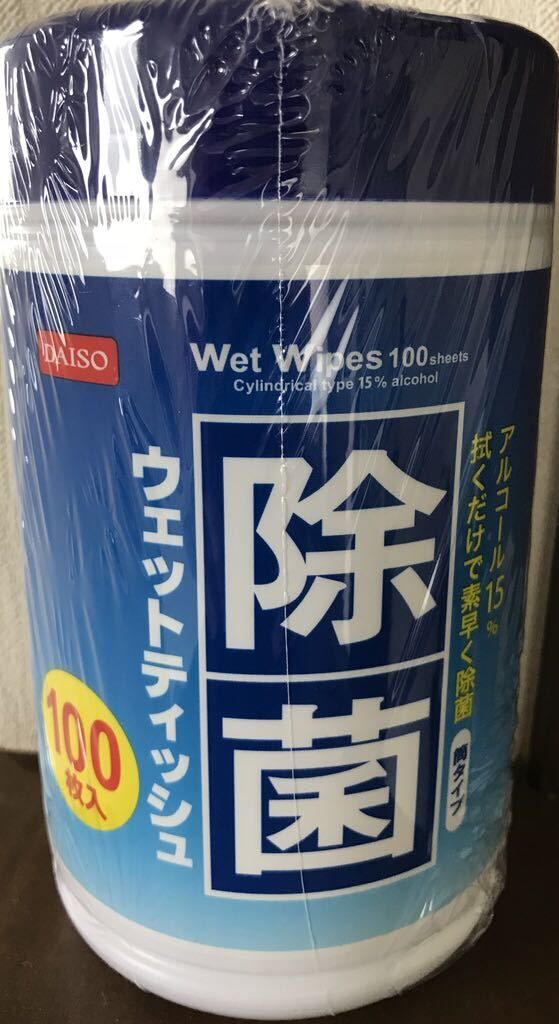 DAISO
Wet Wipes 100 sheets
Cylindrical type 15% alcohol
アルコール15%
拭くだけで素早く除菌
筒タイプ
除菌
ウエットティッシュ
100
枚入